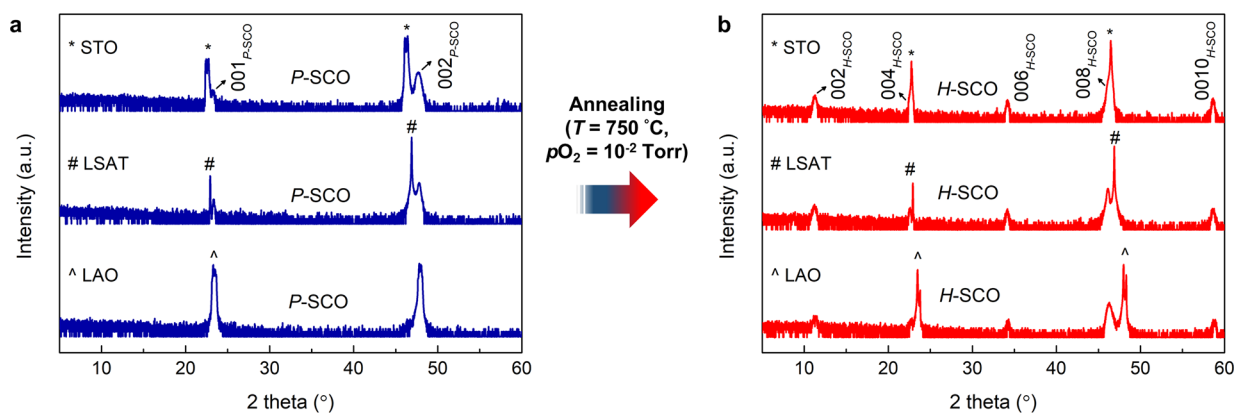 a
* STO
*
001P-SCO
P-SCO
*
002P-SCO
# LSAT
#
P-SCO
#
^ LAO
^
P-SCO
Intensity (a.u.)
10 20 30 40 50 60
2 theta (°)
Annealing
(T = 750 ˚C,
pO₂ = 10⁻² Torr)
b
* STO
002H-SCO
004H-SCO
*
H-SCO
006H-SCO
008H-SCO
*
0010H-SCO
# LSAT
#
H-SCO
#
^ LAO
^
H-SCO
^
Intensity (a.u.)
10 20 30 40 50 60
2 theta (°)